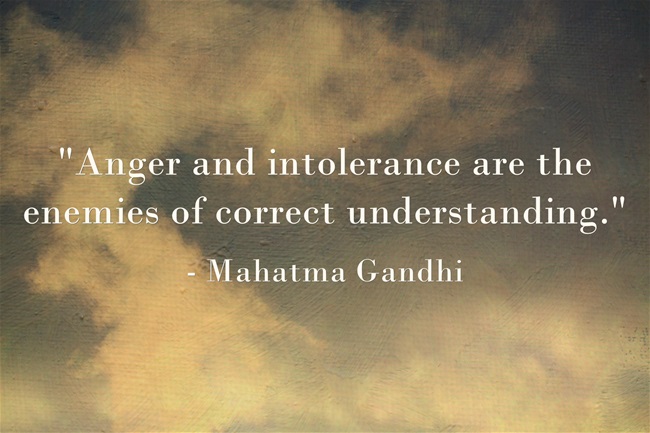 "Anger and intolerance are the
enemies of correct understanding."
- Mahatma Gandhi